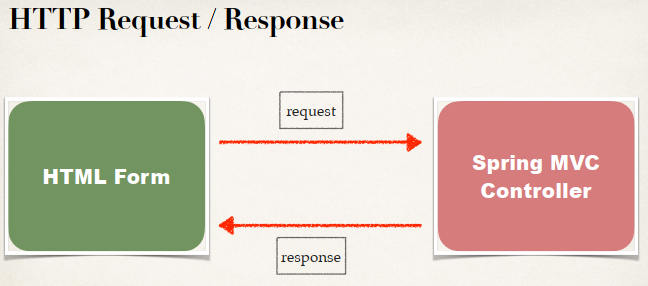 HTTP Request / Response
request
HTML Form
Spring MVC
Controller
response